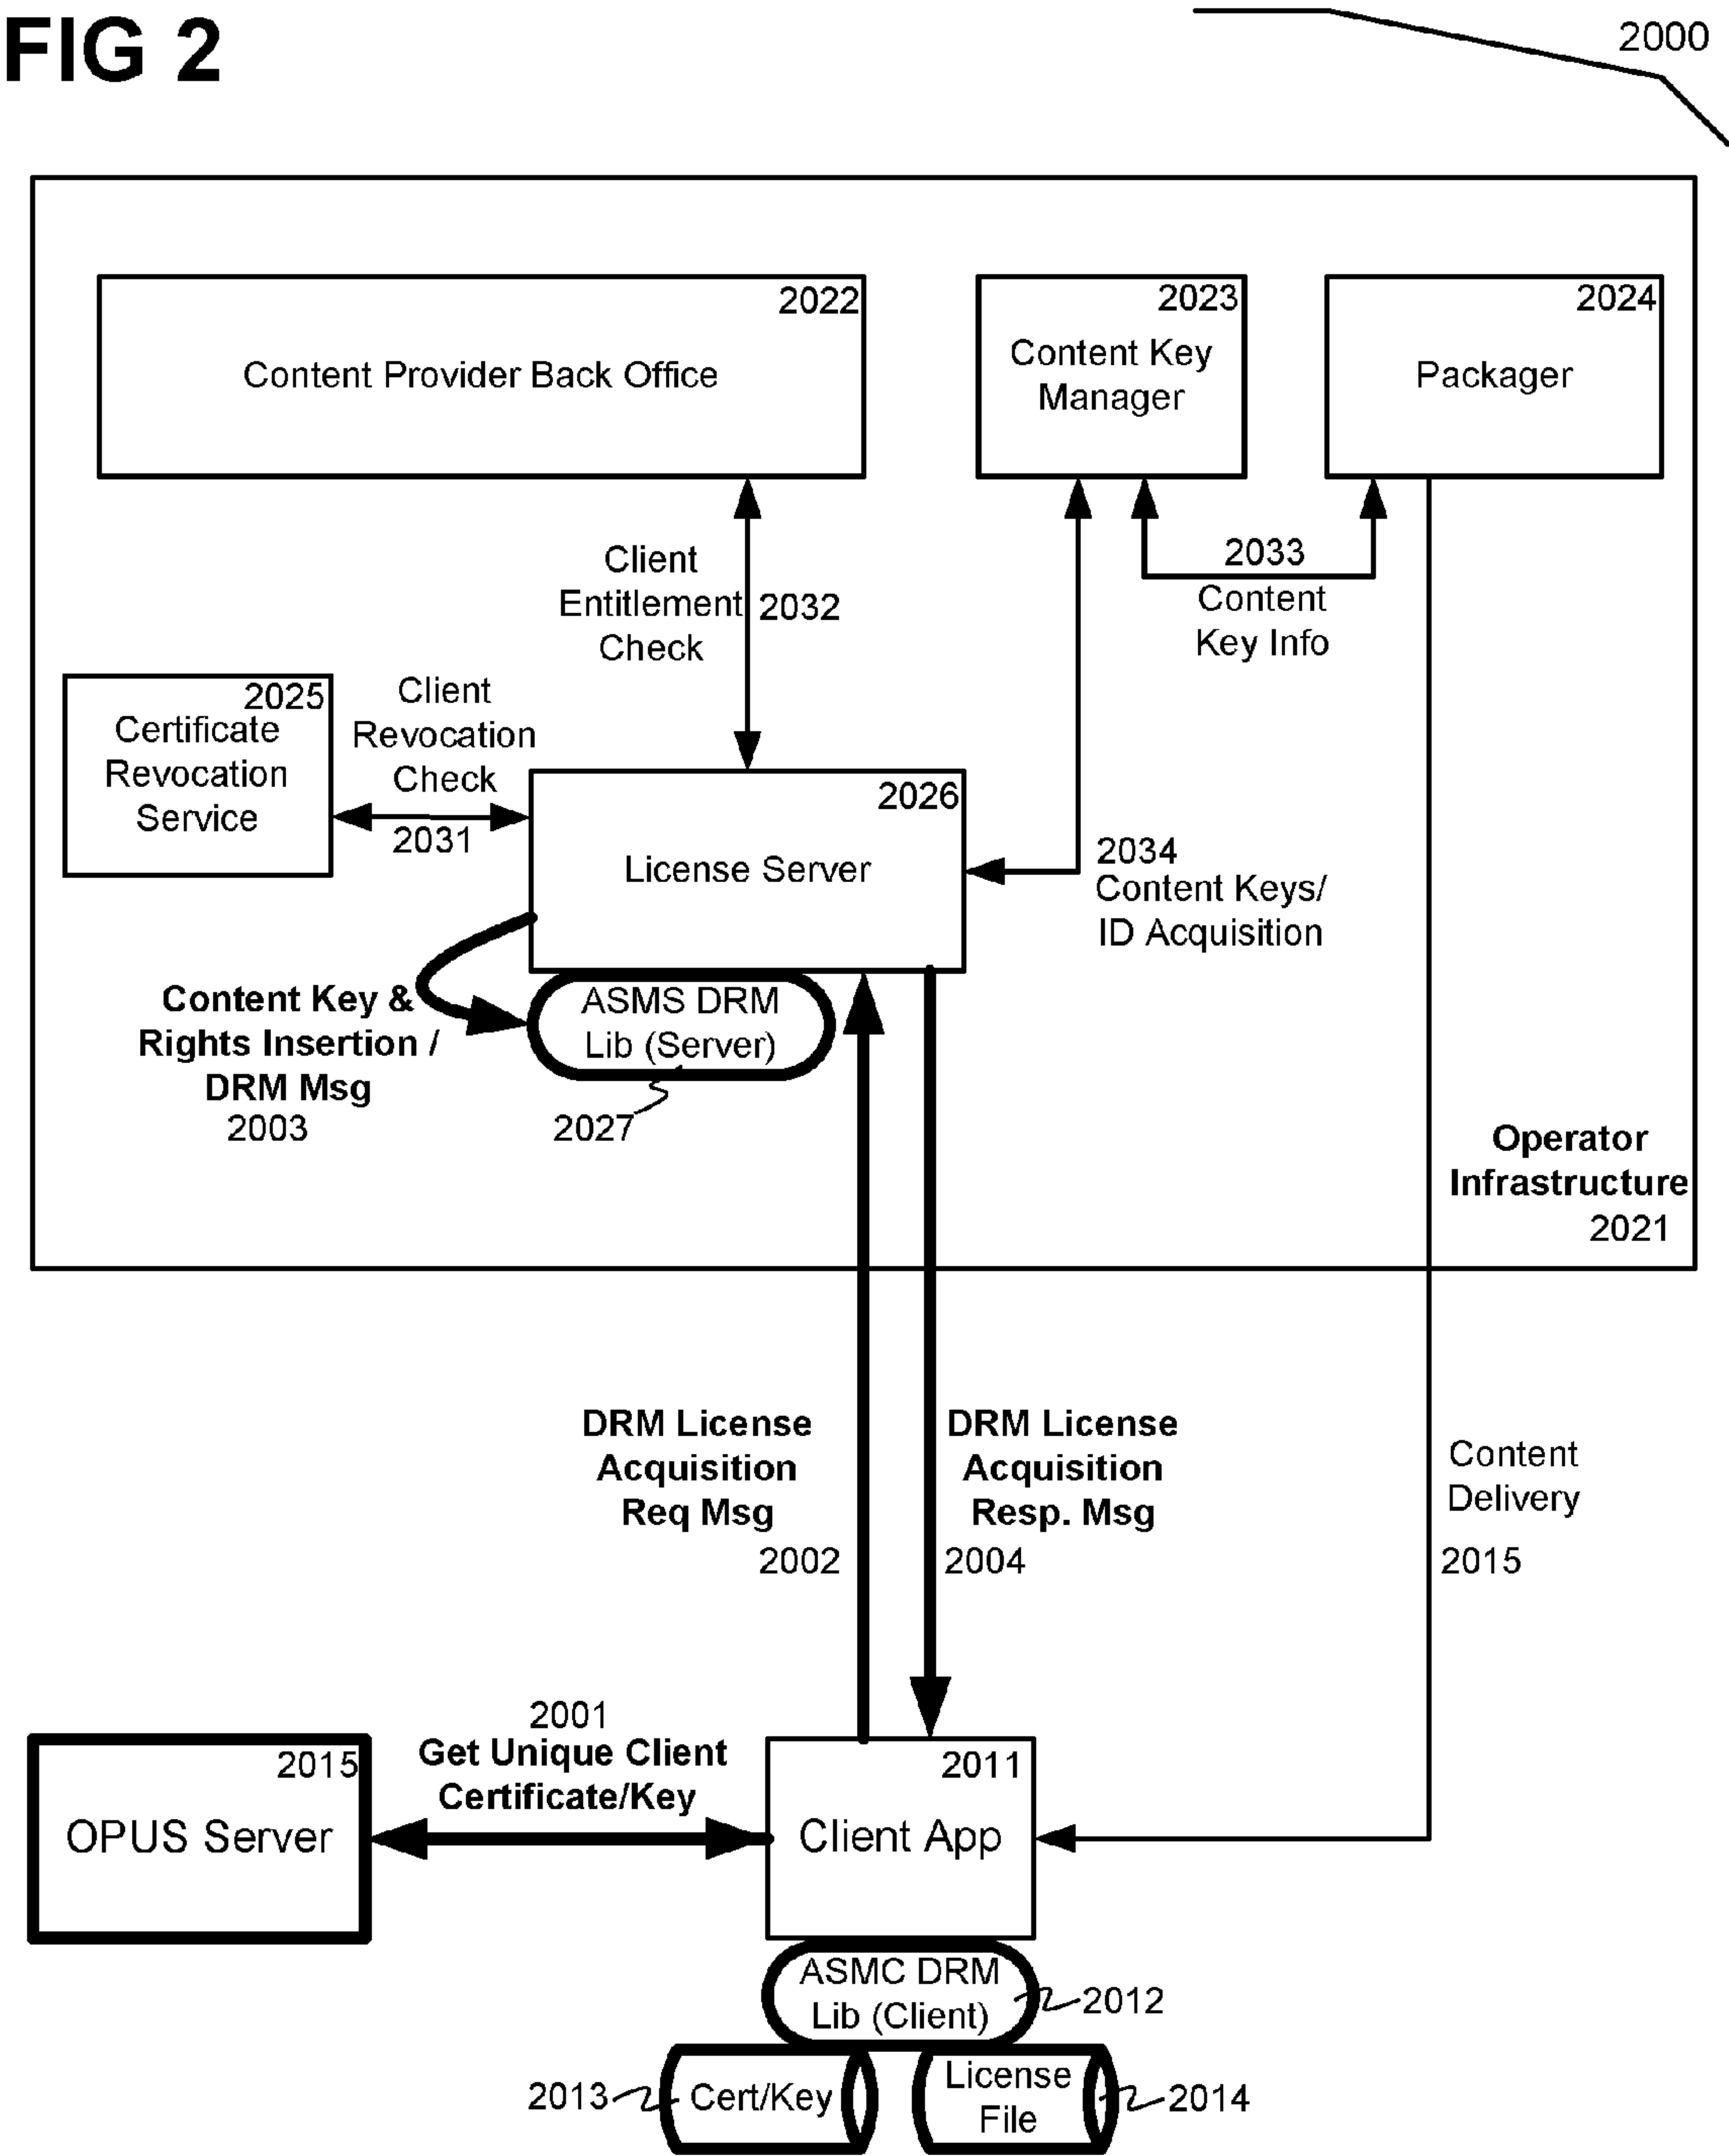 FIG 2
2000
2022
Content Provider Back Office
2023
Content Key
Manager
2024
Packager
Client
Entitlement
Check
2032
2033
Content
Key Info
2025
Certificate
Revocation
Service
Client
Revocation
Check
2031
2026
License Server
2034
Content Keys/
ID Acquisition
Content Key &
Rights Insertion /
DRM Msg
2003
ASMS DRM
Lib (Server)
2027
Operator
Infrastructure
2021
DRM License
Acquisition
Req Msg
2002
DRM License
Acquisition
Resp. Msg
2004
Content
Delivery
2015
2015
OPUS Server
2001
Get Unique Client
Certificate/Key
2011
Client App
ASMC DRM
Lib (Client)
2012
2013
Cert/Key
License
File
2014